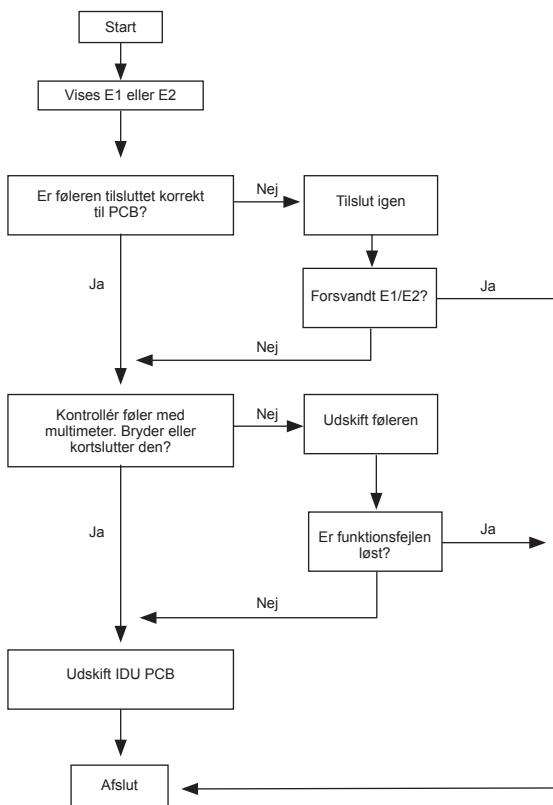 Start
Vises E1 eller E2
Er føleren tilsluttet korrekt
til PCB?
Nej
Tilslut igen
Ja
Forsvandt E1/E2?
Ja
Nej
Kontrollér føler med
multimeter. Bryder eller
kortslutter den?
Nej
Udskift føleren
Ja
Er funktionsfejlen
løst?
Ja
Nej
Udskift IDU PCB
Afslut